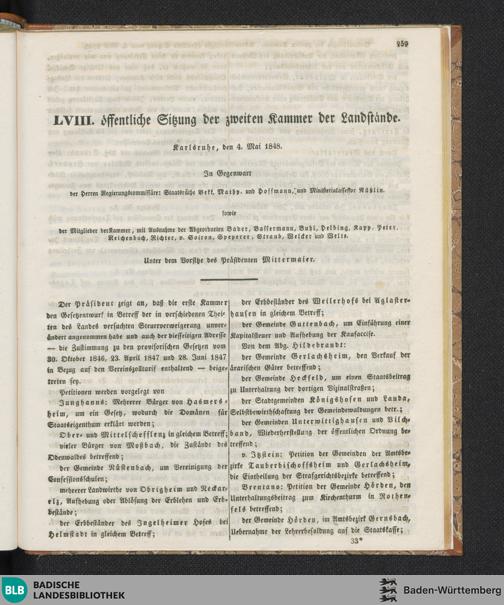 259
LVIII. öffentliche Sitzung der zweiten Kammer der Landstände.
Karlsruhe, den 4. Mai 1848.
In Gegenwart
der Herren Regierungskommissäre: Staatsräthe Bekk, Mathy, und Hoffmann, und Ministerialassessor Küßlin.
sowie
der Mitglieder der Kammer, mit Ausnahme der Abgeordneten Bader, Bassermann, Buhl, Helbing, Kapp, Peter,
Reichenbach, Richter, v. Soiron, Speyerer, Straub, Welcker und Welte.
Unter dem Vorsitze des Präsidenten Mittermaier.
Der Präsident zeigt an, daß die erste Kammer
den Gesetzentwurf in Betreff der in verschiedenen Thei-
len des Landes versuchten Steuerverweigerung unver-
ändert angenommen habe und auch der diesseitigen Adresse
— die Zustimmung zu den provisorischen Gesetzen vom
30. Oktober 1846, 23. April 1847 und 28. Juni 1847
in Bezug auf den Vereinszolltarif enthaltend — beige-
treten sey.
Petitionen werden vorgelegt von
Junghanns: Mehrerer Bürger von Hasmers-
heim, um ein Gesetz, wodurch die Domänen für
Staatseigenthum erklärt werden;
Ober- und Mittelschefflenz in gleichem Betreff;
vieler Bürger von Moßbach, die Zustände des
Odenwaldes betreffend;
der Gemeinde Nüstenbach, um Vereinigung der
Confessionsschulen;
mehrerer Landwirthe von Obrigheim und Neckar-
elz, Aufhebung oder Ablösung der Erblehen und Erb-
bestände;
der Erbbeständer des Ingelheimer Hofes bei
Helmstadt in gleichem Betreff;
der Erbbeständer des Weilerhofs bei Aglaster-
hausen in gleichem Betreff;
der Gemeinde Guttenbach, um Einführung einer
Kapitalsteuer und Aufhebung der Kaufaccise.
Von dem Abg. Hildebrandt:
der Gemeinde Gerlachsheim, den Verkauf der
ärarischen Güter betreffend;
der Gemeinde Heckfeld, um einen Staatsbeitrag
zu Unterhaltung der dortigen Vizinalstraßen;
der Stadtgemeinden Königshofen und Lauda,
Selbstbewirthschaftung der Gemeindewaldungen betr.;
der Gemeinden Unterwittighausen und Vilch-
band, Wiederherstellung der öffentlichen Ordnung be-
treffend;
v. Itzstein: Petition der Gemeinden der Amtsbe-
zirke Tauberbischoffsheim und Gerlachsheim,
die Eintheilung der Strafgerichtsbezirke betreffend;
Brentano: Petition der Gemeinde Hörden, den
Unterhaltungsbeitrag zum Kirchenthurm in Rothen-
fels betreffend;
der Gemeinde Hörden, im Amtsbezirk Gernsbach,
Uebernahme der Lehrerbesoldung auf die Staatskasse;
33*
BLB
BADISCHE
LANDESBIBLIOTHEK
Baden-Württemberg